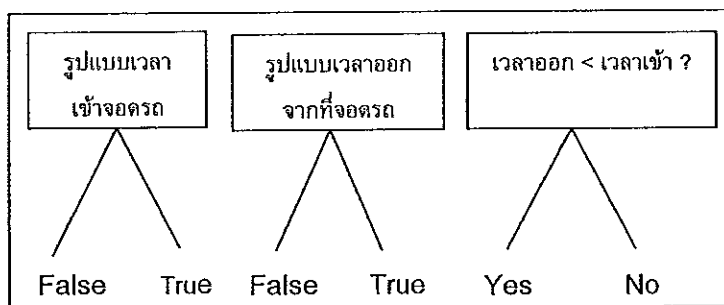 รูปแบบเวลา
เข้าจอดรถ
รูปแบบเวลาออก
จากที่จอดรถ
เวลาออก < เวลาเข้า ?
False True False True Yes No